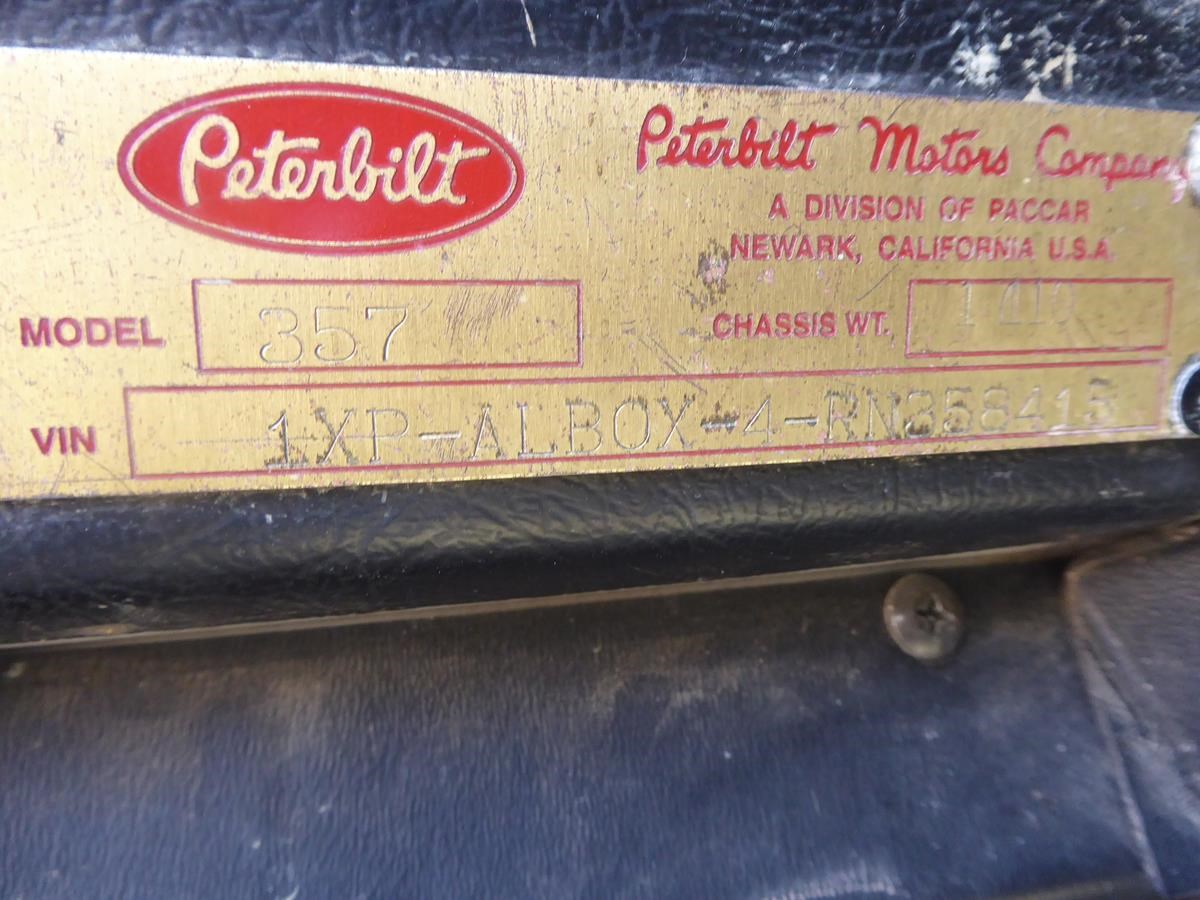 Peterbilt
Peterbilt Motors Company
A DIVISION OF PACCAR
NEWARK, CALIFORNIA U.S.A.
MODEL 357
CHASSIS WT.
VIN 1XP-ALBOX-4-RN358415